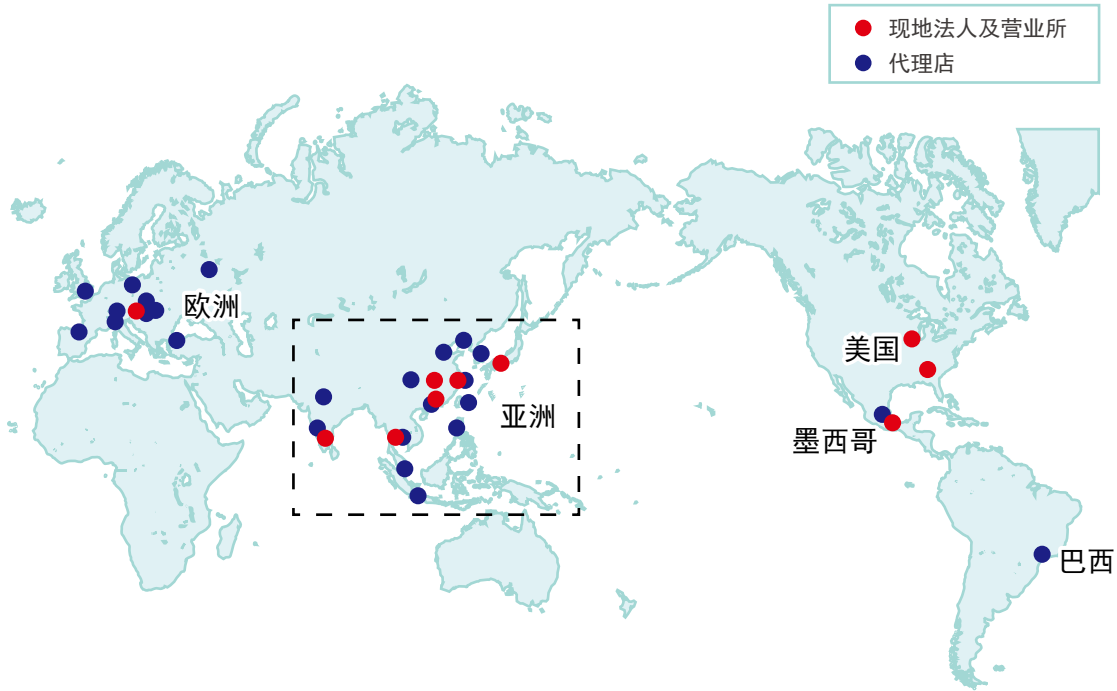 现地法人及营业所
代理店
欧洲
美国
亚洲
墨西哥
巴西